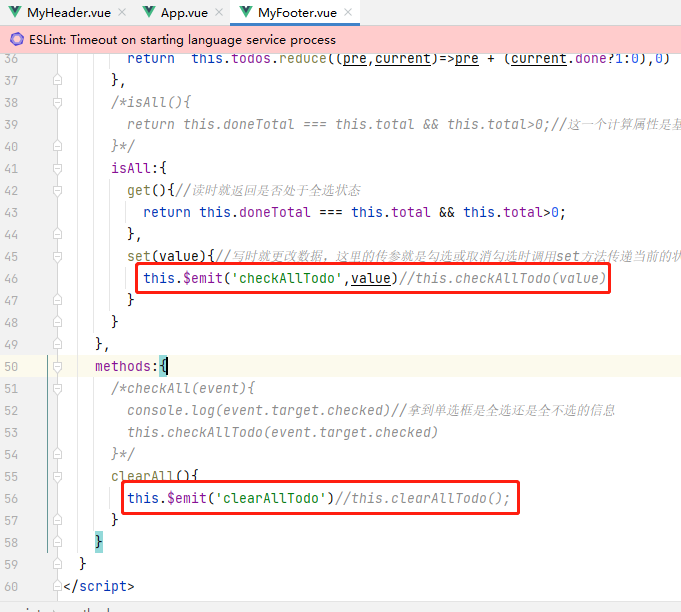 MyHeader.vue × App.vue × MyFooter.vue ×
ESLint: Timeout on starting language service process
36 return this.todos.reduce((pre,current)=>pre + (current.done?1:0),0)
37 },
38 /*isAll(){
39 return this.doneTotal === this.total && this.total>0;//这一个计算属性是基
40 }*/
41 isAll:{
42 get(){//读时就返回是否处于全选状态
43 return this.doneTotal === this.total && this.total>0;
44 },
45 set(value){//写时就更改数据，这里的传参就是勾选或取消勾选时调用set方法传递当前的状
46 this.$emit('checkAllTodo',value)//this.checkAllTodo(value)
47 }
48 }
49 },
50 methods:{
51 /*checkAll(event){
52 console.log(event.target.checked)//拿到单选框是全选还是全不选的信息
53 this.checkAllTodo(event.target.checked)
54 }*/
55 clearAll(){
56 this.$emit('clearAllTodo')//this.clearAllTodo();
57 }
58 }
59 }
60 </script>